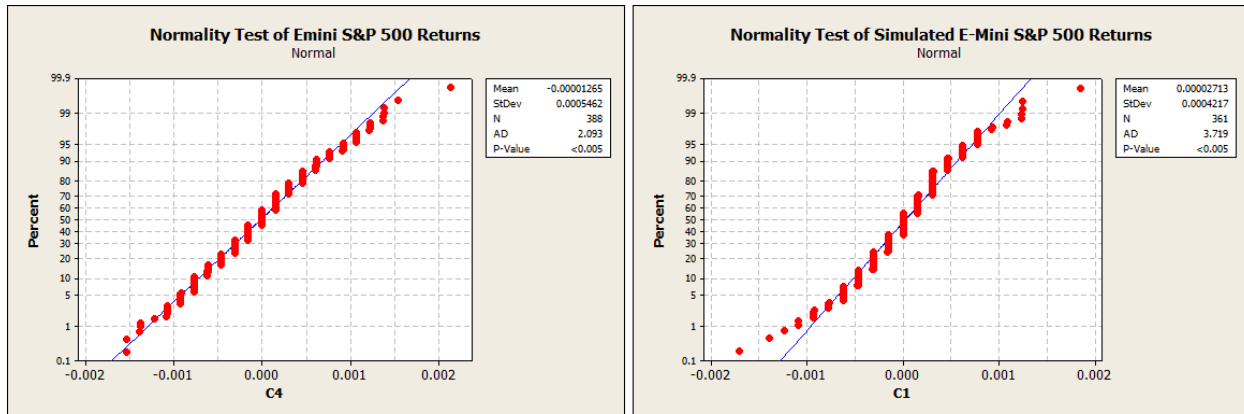 Normality Test of Emini S&P 500 Returns
Normal
99.9
99
95
90
80
70
60
50
40
30
20
10
5
1
0.1
Percent
-0.002
-0.001
0.000
0.001
0.002
C4
Mean -0.00001265
StDev 0.0005462
N 388
AD 2.093
P-Value <0.005
Normality Test of Simulated E-Mini S&P 500 Returns
Normal
99.9
99
95
90
80
70
60
50
40
30
20
10
5
1
0.1
Percent
-0.002
-0.001
0.000
0.001
0.002
C1
Mean 0.00002713
StDev 0.0004217
N 361
AD 3.719
P-Value <0.005